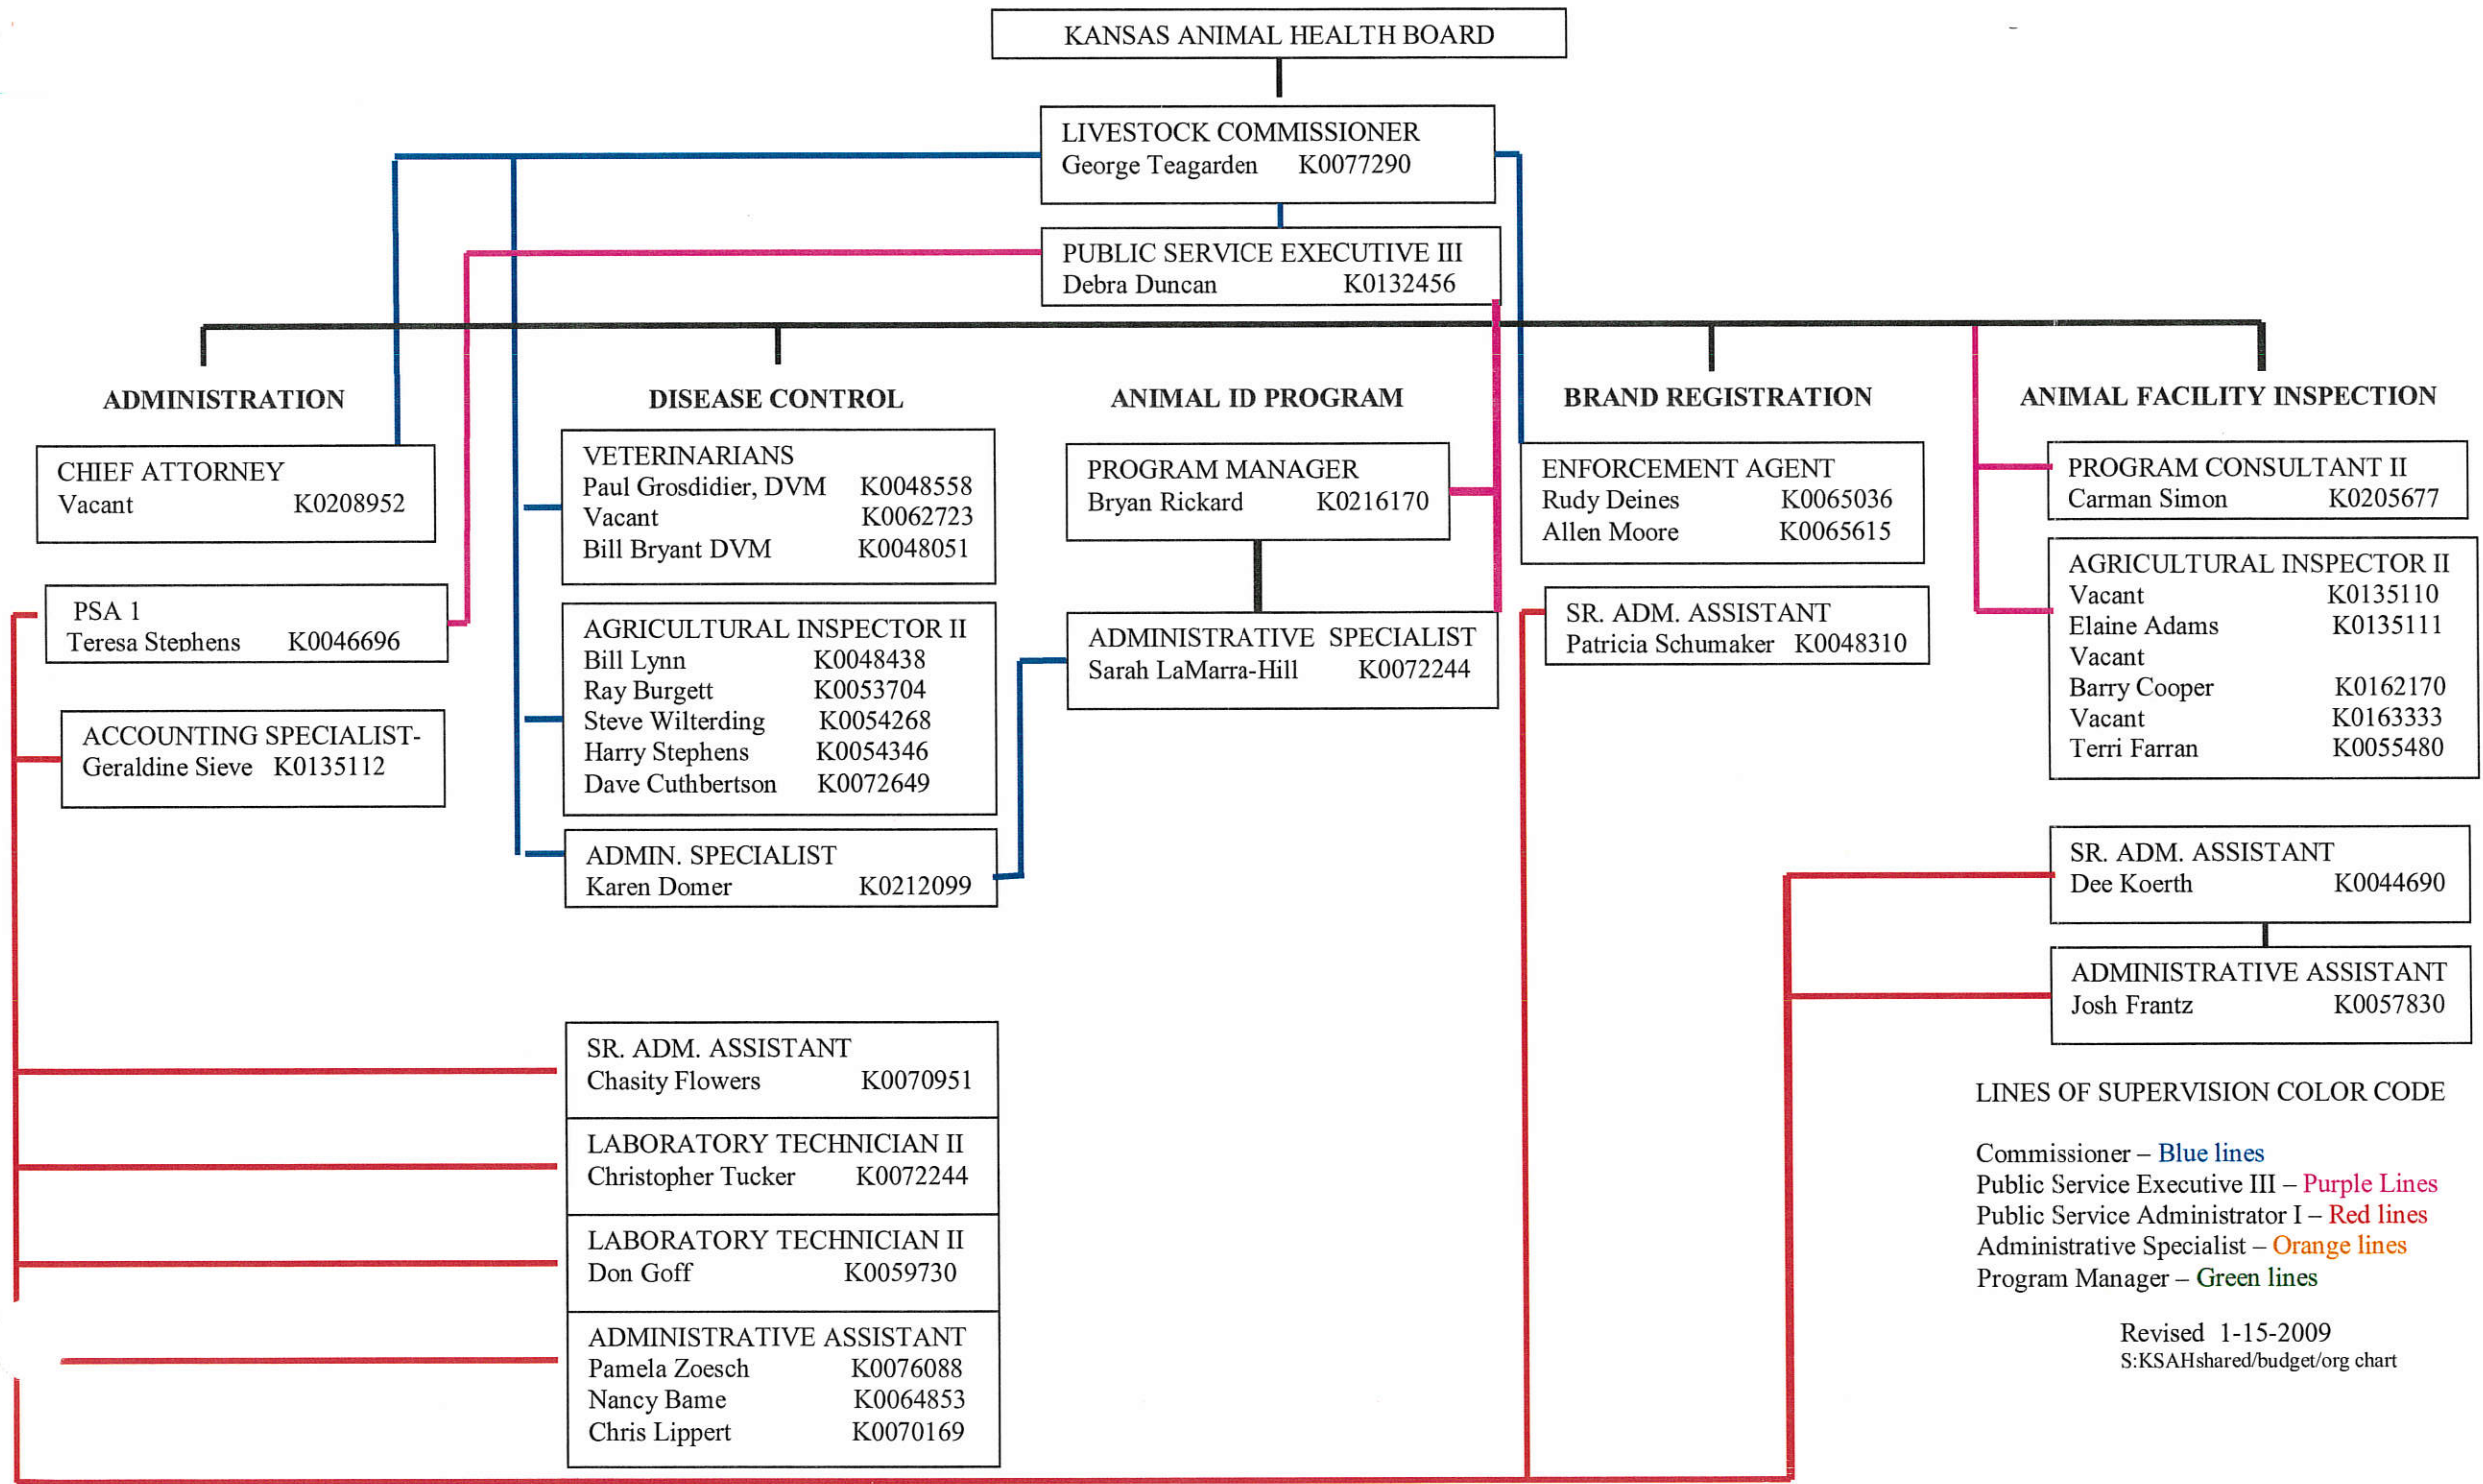 KANSAS ANIMAL HEALTH BOARD
LIVESTOCK COMMISSIONER
George Teagarden K0077290
PUBLIC SERVICE EXECUTIVE III
Debra Duncan K0132456
ADMINISTRATION
CHIEF ATTORNEY
Vacant K0208952
PSA 1
Teresa Stephens K0046696
ACCOUNTING SPECIALIST-
Geraldine Sieve K0135112
DISEASE CONTROL
VETERINARIANS
Paul Grosdidier, DVM K0048558
Vacant K0062723
Bill Bryant DVM K0048051
AGRICULTURAL INSPECTOR II
Bill Lynn K0048438
Ray Burgett K0053704
Steve Wilterding K0054268
Harry Stephens K0054346
Dave Cuthbertson K0072649
ADMIN. SPECIALIST
Karen Domer K0212099
SR. ADM. ASSISTANT
Chasity Flowers K0070951
LABORATORY TECHNICIAN II
Christopher Tucker K0072244
LABORATORY TECHNICIAN II
Don Goff K0059730
ADMINISTRATIVE ASSISTANT
Pamela Zoesch K0076088
Nancy Bame K0064853
Chris Lippert K0070169
ANIMAL ID PROGRAM
PROGRAM MANAGER
Bryan Rickard K0216170
ADMINISTRATIVE SPECIALIST
Sarah LaMarra-Hill K0072244
BRAND REGISTRATION
ENFORCEMENT AGENT
Rudy Deines K0065036
Allen Moore K0065615
SR. ADM. ASSISTANT
Patricia Schumaker K0048310
ANIMAL FACILITY INSPECTION
PROGRAM CONSULTANT II
Carman Simon K0205677
AGRICULTURAL INSPECTOR II
Vacant K0135110
Elaine Adams K0135111
Vacant
Barry Cooper K0162170
Vacant K0163333
Terri Farran K0055480
SR. ADM. ASSISTANT
Dee Koerth K0044690
ADMINISTRATIVE ASSISTANT
Josh Frantz K0057830
LINES OF SUPERVISION COLOR CODE
Commissioner – Blue lines
Public Service Executive III – Purple Lines
Public Service Administrator I – Red lines
Administrative Specialist – Orange lines
Program Manager – Green lines
Revised 1-15-2009
S:KSAHshared/budget/org chart